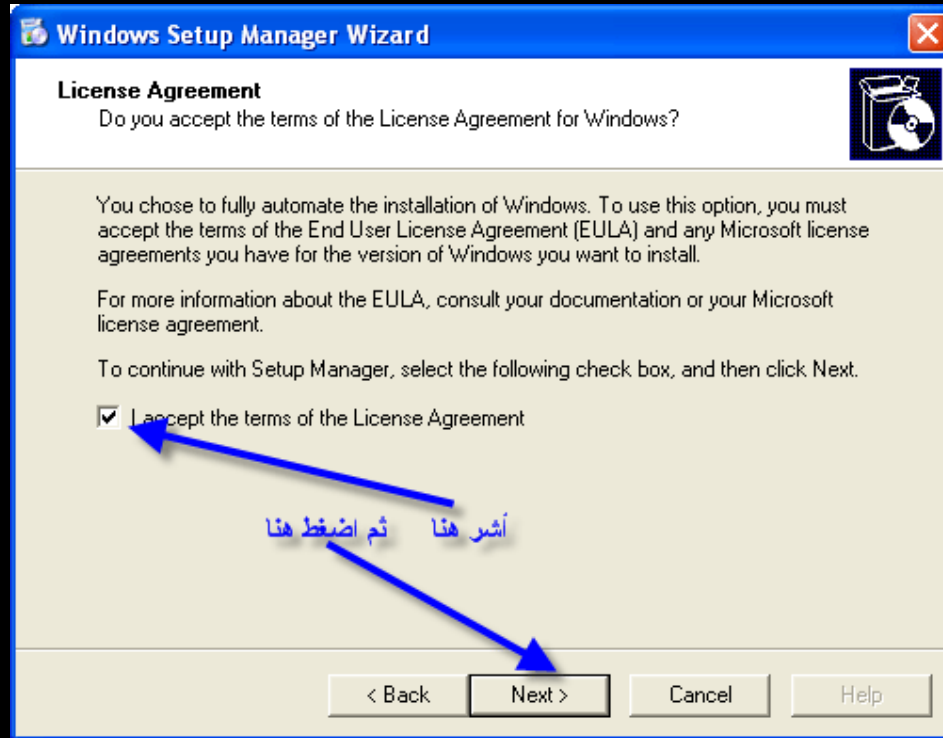 Windows Setup Manager Wizard
License Agreement
Do you accept the terms of the License Agreement for Windows?
You chose to fully automate the installation of Windows. To use this option, you must
accept the terms of the End User License Agreement (EULA) and any Microsoft license
agreements you have for the version of Windows you want to install.
For more information about the EULA, consult your documentation or your Microsoft
license agreement.
To continue with Setup Manager, select the following check box, and then click Next.
I accept the terms of the License Agreement
أشر هنا ثم اضغط هنا
< Back Next > Cancel Help